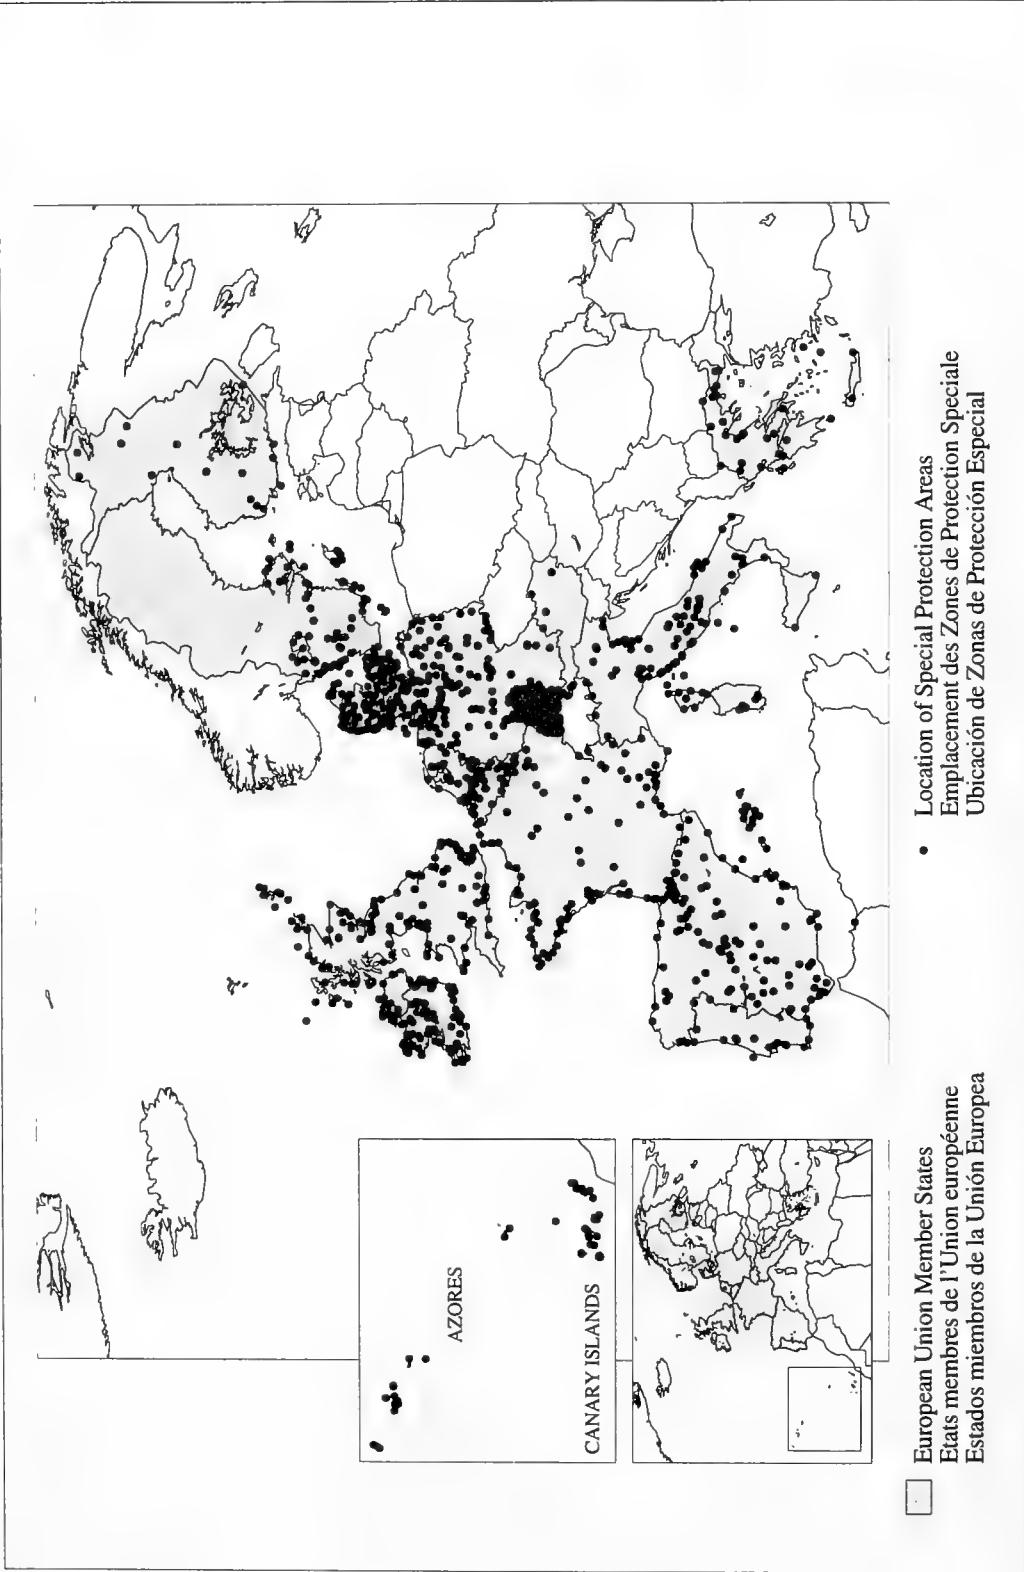 AZORES
CANARY ISLANDS
European Union Member States
Etats membres de l'Union européenne
Estados miembros de la Unión Europea
Location of Special Protection Areas
Emplacement des Zones de Protection Speciale
Ubicación de Zonas de Protección Especial